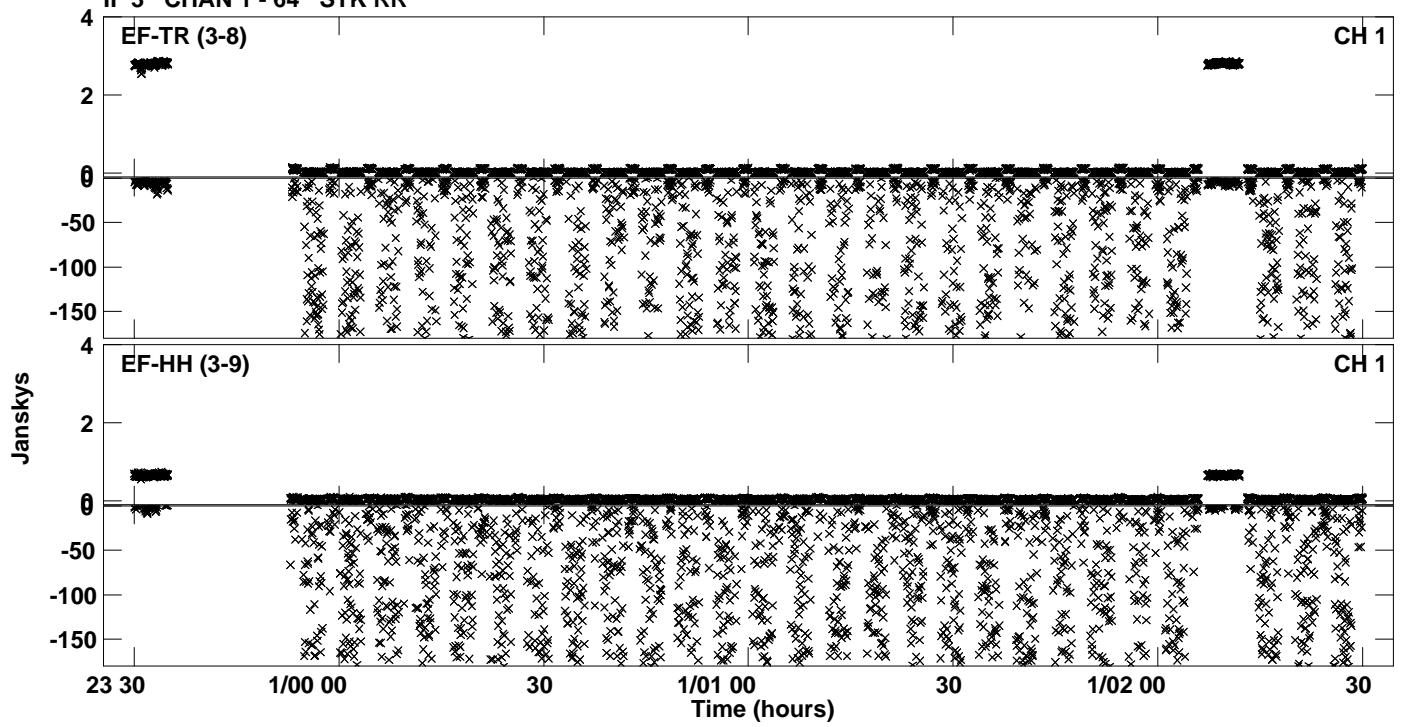 IF 3 CHAN 1 - 64 STK RR
4
EF-TR (3-8)
CH 1
2
0
0
-50
-100
-150
4
EF-HH (3-9)
CH 1
2
0
0
-50
-100
-150
Janskys
23 30 1/00 00 30 1/01 00 30 1/02 00 30
Time (hours)